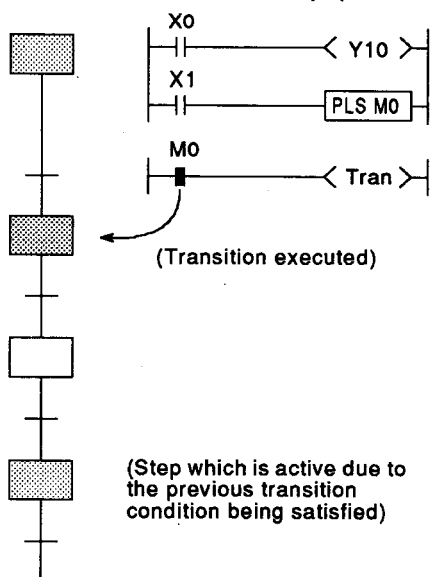 X0
Y10
X1
PLS M0
M0
Tran
(Transition executed)
(Step which is active due to
the previous transition
condition being satisfied)